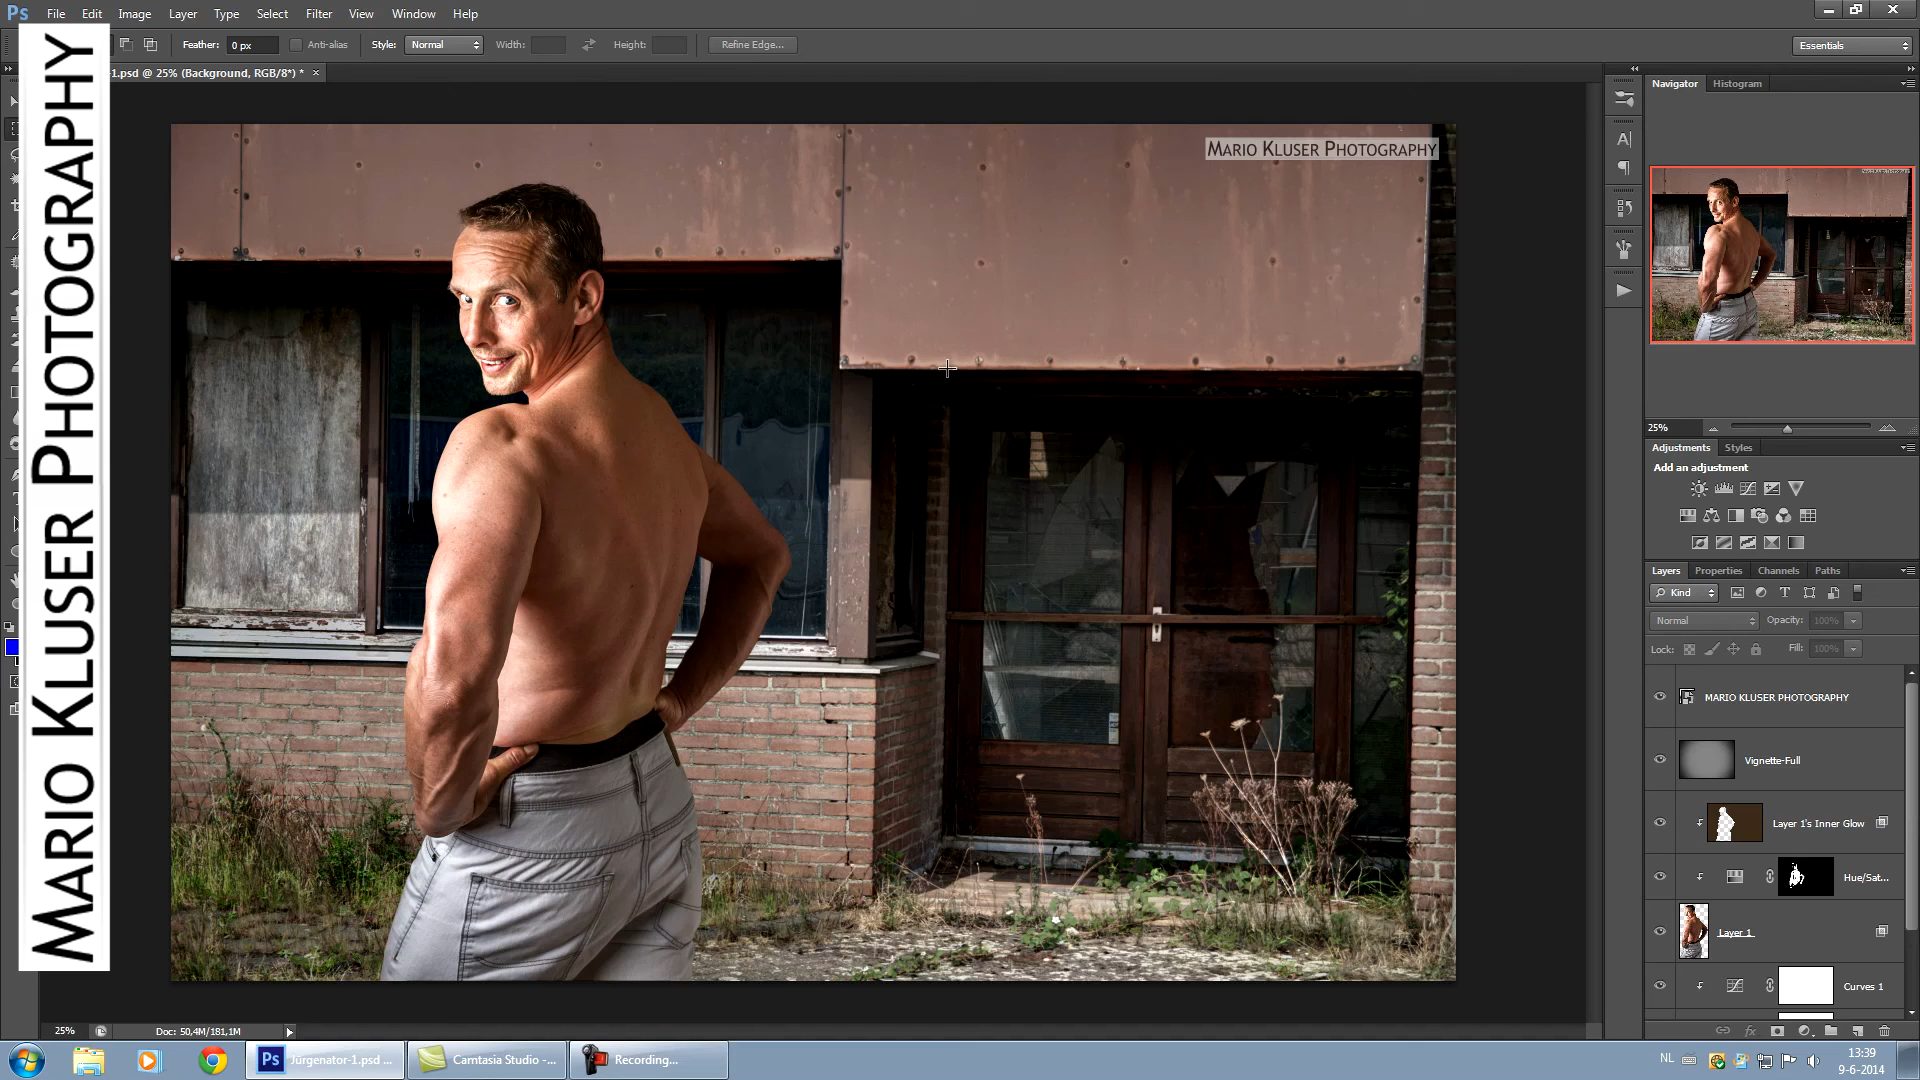 Ps File Edit Image Layer Type Select Filter View Window Help
Feather: 0 px Anti-alias Style: Normal Width: Height: Refine Edge... Essentials
-1.psd @ 25% (Background, RGB/8*) * ×
Navigator Histogram
MARIO KLUSER PHOTOGRAPHY
MARIO KLUSER PHOTOGRAPHY
25%
Adjustments Styles
Add an adjustment
Layers Properties Channels Paths
Kind
Normal Opacity: 100%
Lock: Fill: 100%
MARIO KLUSER PHOTOGRAPHY
Vignette-Full
Layer 1's Inner Glow
Hue/Sat...
Layer 1
Curves 1
25% Doc: 50,4M/181,1M
Ps Jürgenator-1.psd ... Camtasia Studio -... Recording... NL 13:39
9-6-2014